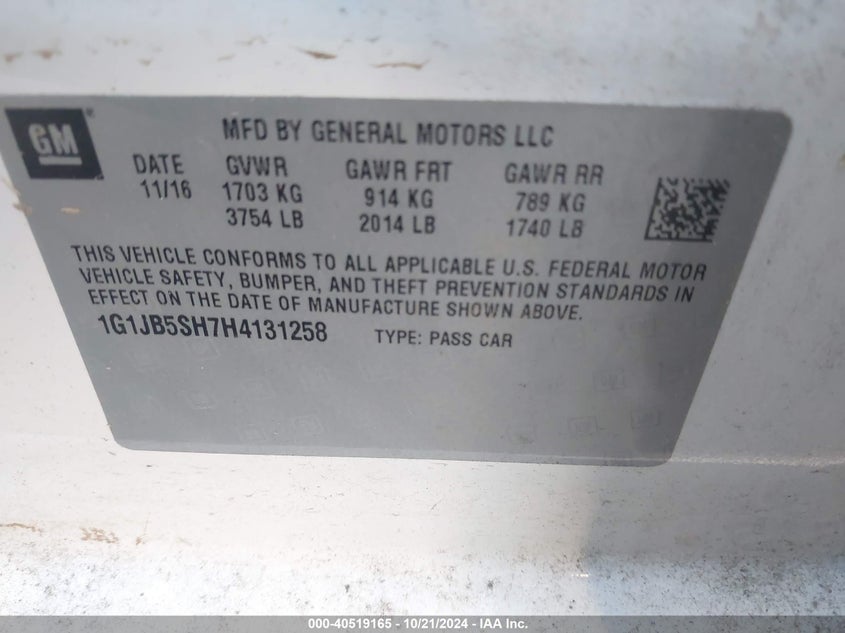 GM
MFD BY GENERAL MOTORS LLC
DATE GVWR GAWR FRT GAWR RR
11/16 1703 KG 914 KG 789 KG
3754 LB 2014 LB 1740 LB
THIS VEHICLE CONFORMS TO ALL APPLICABLE U.S. FEDERAL MOTOR
VEHICLE SAFETY, BUMPER, AND THEFT PREVENTION STANDARDS IN
EFFECT ON THE DATE OF MANUFACTURE SHOWN ABOVE.
1G1JB5SH7H4131258 TYPE: PASS CAR
000-40519165 - 10/21/2024 - IAA Inc.